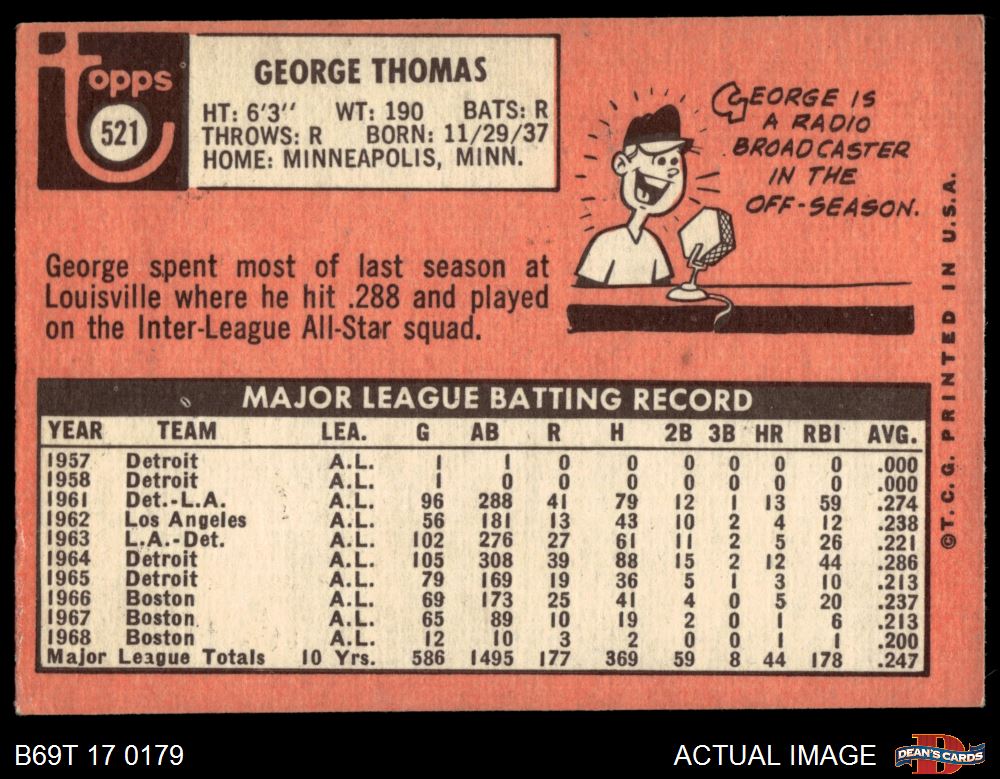 topps
521
GEORGE THOMAS
HT: 6'3" WT: 190 BATS: R
THROWS: R BORN: 11/29/37
HOME: MINNEAPOLIS, MINN.
GEORGE IS
A RADIO
BROADCASTER
IN THE
OFF-SEASON.
George spent most of last season at
Louisville where he hit .288 and played
on the Inter-League All-Star squad.
MAJOR LEAGUE BATTING RECORD
YEAR TEAM LEA. G AB R H 2B 3B HR RBI AVG.
1957 Detroit A.L. 1 1 0 0 0 0 0 0 .000
1958 Detroit A.L. 1 0 0 0 0 0 0 0 .000
1961 Det.-L.A. A.L. 96 288 41 79 12 1 13 59 .274
1962 Los Angeles A.L. 56 181 13 43 10 2 4 12 .238
1963 L.A.-Det. A.L. 102 276 27 61 11 2 5 26 .221
1964 Detroit A.L. 105 308 39 88 15 2 12 44 .286
1965 Detroit A.L. 79 169 19 36 5 1 3 10 .213
1966 Boston A.L. 69 173 25 41 4 0 5 20 .237
1967 Boston A.L. 65 89 10 19 2 0 1 6 .213
1968 Boston A.L. 12 10 3 2 0 0 1 1 .200
Major League Totals 10 Yrs. 586 1495 177 369 59 8 44 178 .247
©T.C.G. PRINTED IN U.S.A.
B69T 17 0179
ACTUAL IMAGE
DEAN'S CARDS